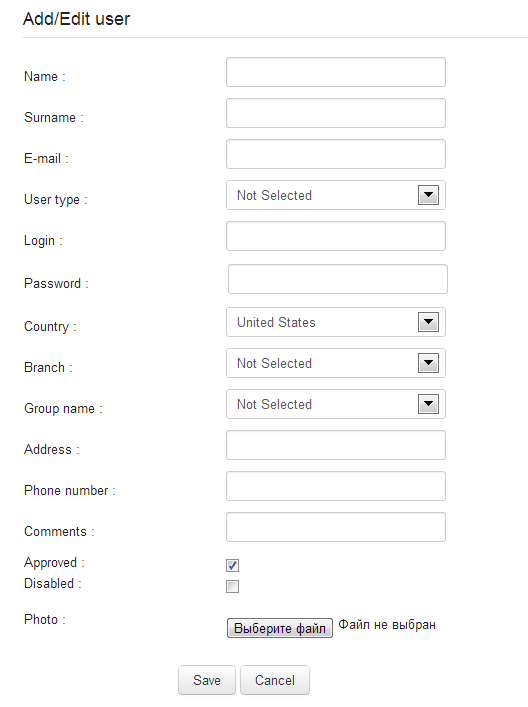 Add/Edit user
Name :
Surname :
E-mail :
User type : Not Selected
Login :
Password :
Country : United States
Branch : Not Selected
Group name : Not Selected
Address :
Phone number :
Comments :
Approved :
Disabled :
Photo : Выберите файл Файл не выбран
Save Cancel